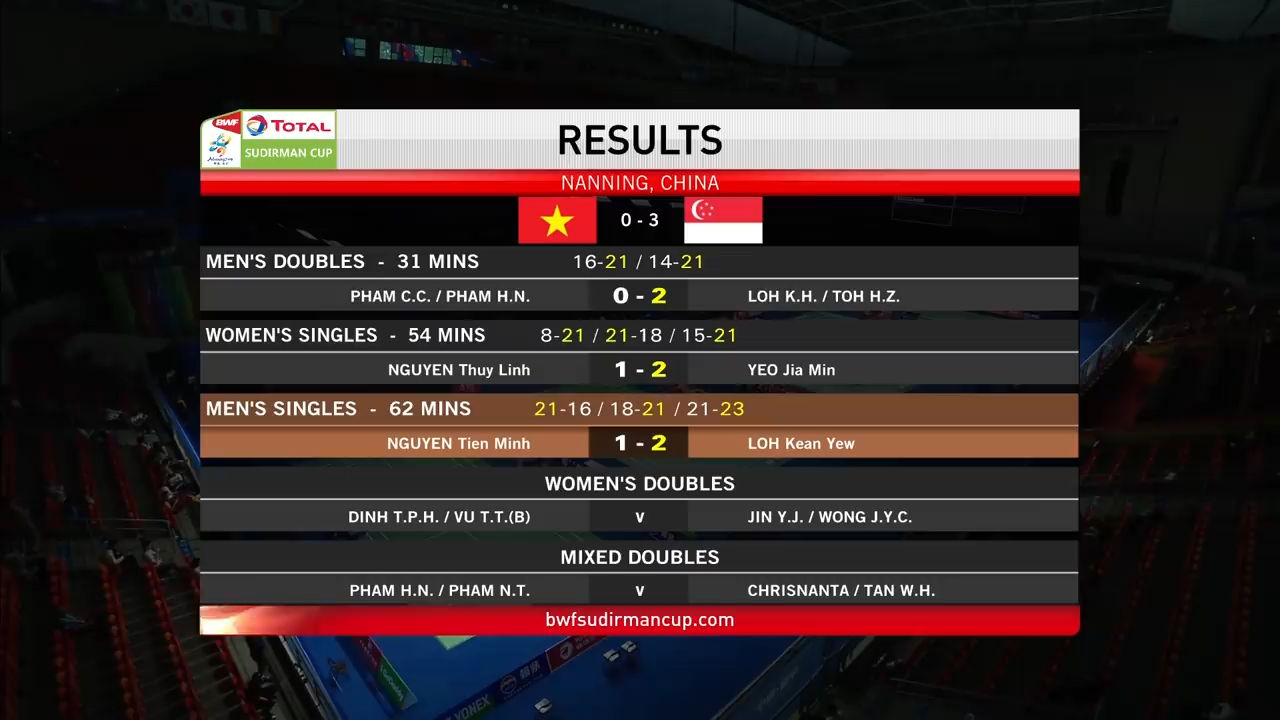 BWF TOTAL
SUDIRMAN CUP
RESULTS
NANNING, CHINA
0 - 3
MEN'S DOUBLES - 31 MINS 16-21 / 14-21
PHAM C.C. / PHAM H.N. 0 - 2 LOH K.H. / TOH H.Z.
WOMEN'S SINGLES - 54 MINS 8-21 / 21-18 / 15-21
NGUYEN Thuy Linh 1 - 2 YEO Jia Min
MEN'S SINGLES - 62 MINS 21-16 / 18-21 / 21-23
NGUYEN Tien Minh 1 - 2 LOH Kean Yew
WOMEN'S DOUBLES
DINH T.P.H. / VU T.T.(B) v JIN Y.J. / WONG J.Y.C.
MIXED DOUBLES
PHAM H.N. / PHAM N.T. v CHRISNANTA / TAN W.H.
bwfsudirmancup.com
YONEX